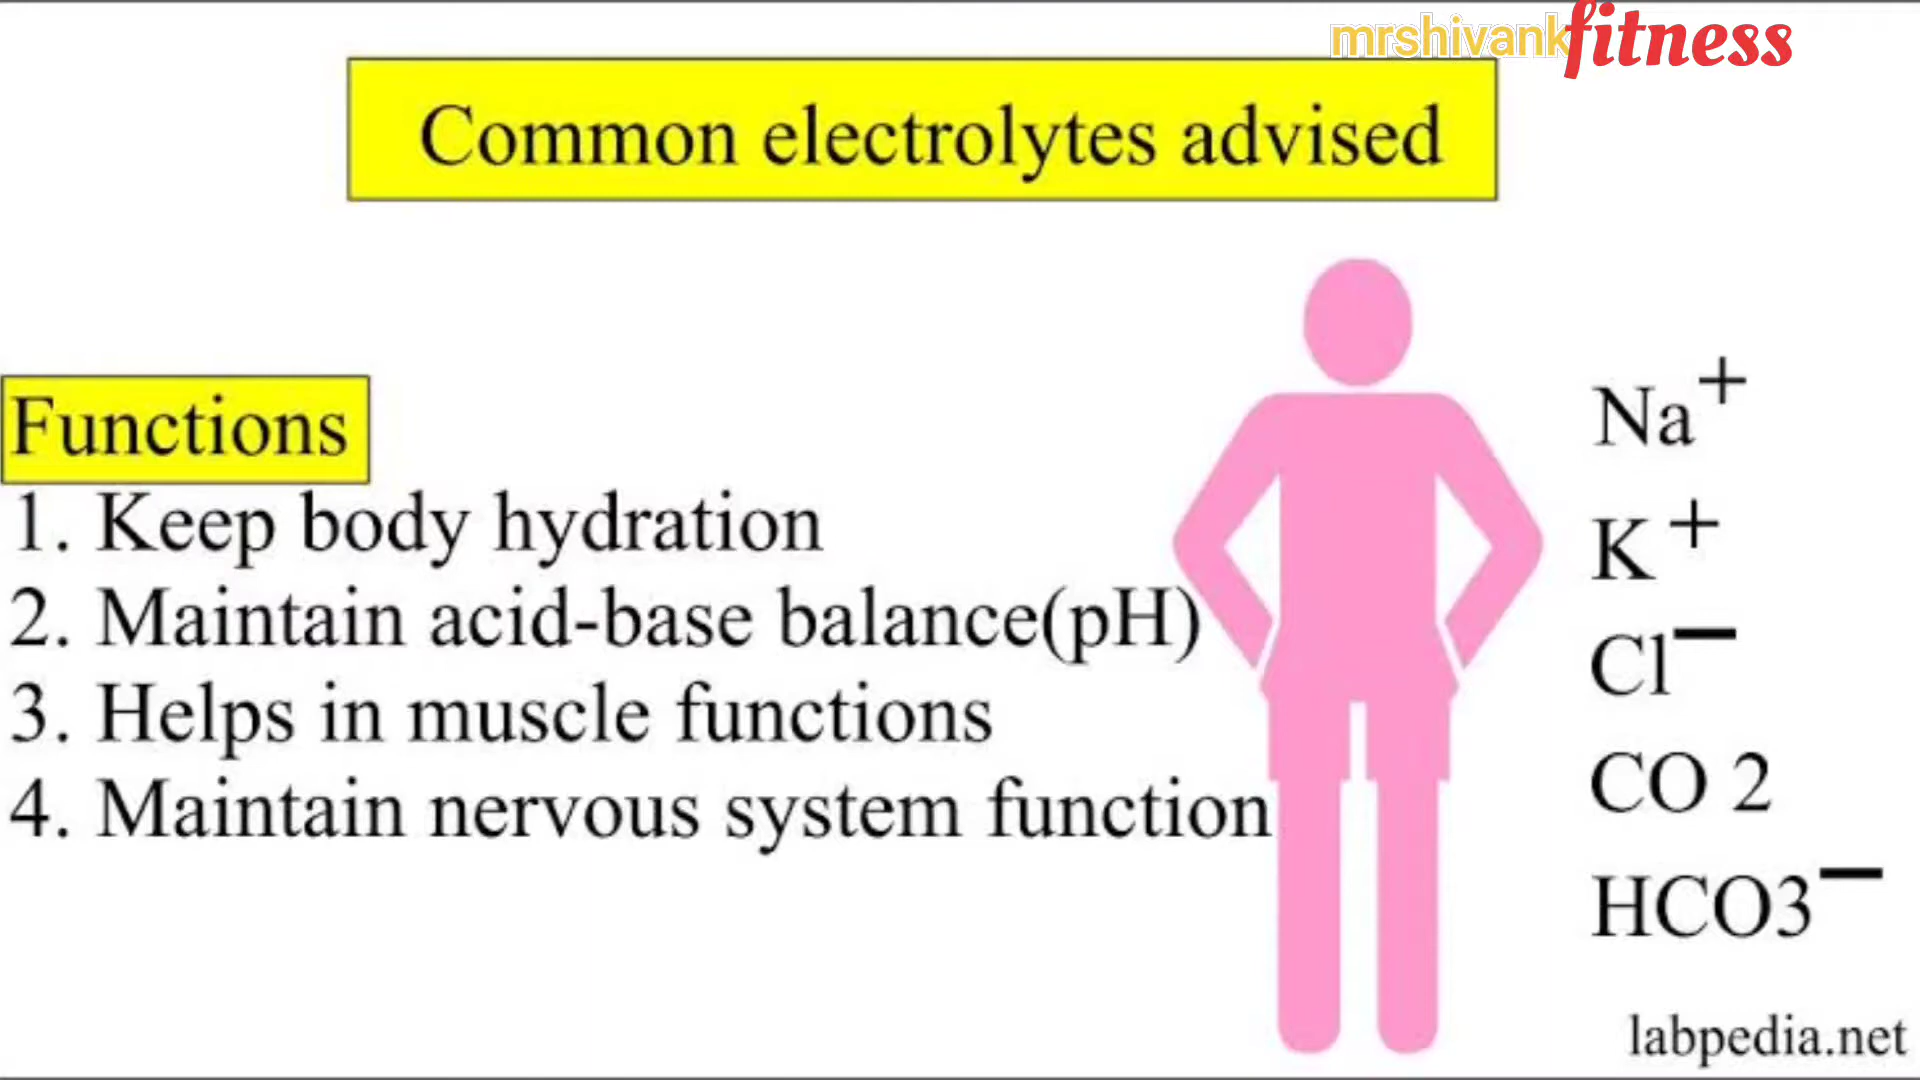 mrshivankfitness
Common electrolytes advised
Functions
1. Keep body hydration
2. Maintain acid-base balance(pH)
3. Helps in muscle functions
4. Maintain nervous system function
Na+
K+
Cl−
CO 2
HCO3−
labpedia.net